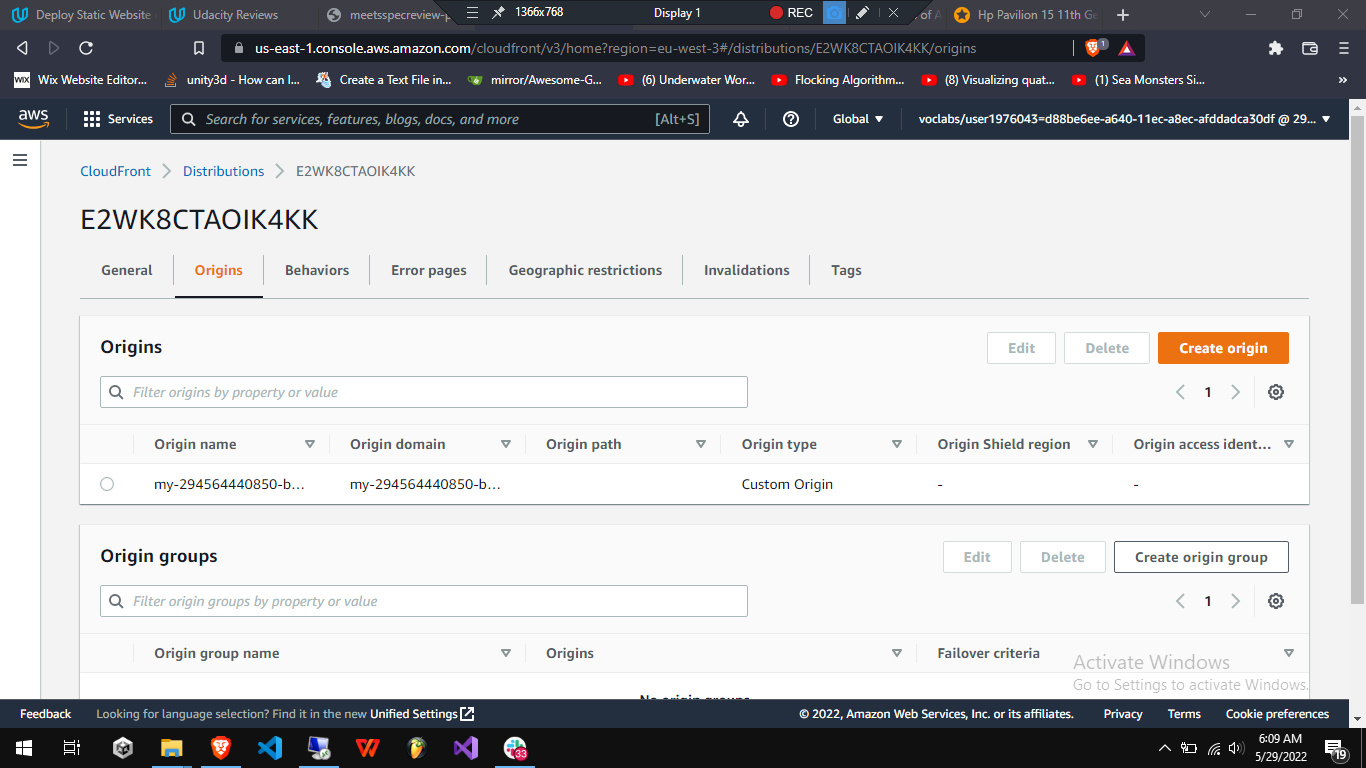 Deploy Static Website
Udacity Reviews
meetsspecreview-p
1366x768
Display 1
REC
of A
Hp Pavilion 15 11th Ge
us-east-1.console.aws.amazon.com/cloudfront/v3/home?region=eu-west-3#/distributions/E2WK8CTAOIK4KK/origins
1
WIX Wix Website Editor...
unity3d - How can I...
Create a Text File in...
mirror/Awesome-G...
(6) Underwater Wor...
Flocking Algorithm...
(8) Visualizing quat...
(1) Sea Monsters Si...
»
aws
Services
Search for services, features, blogs, docs, and more
[Alt+S]
Global
voclabs/user1976043=d88be6ee-a640-11ec-a8ec-afddadca30df @ 29...
CloudFront
Distributions
E2WK8CTAOIK4KK
E2WK8CTAOIK4KK
General
Origins
Behaviors
Error pages
Geographic restrictions
Invalidations
Tags
Origins
Edit
Delete
Create origin
Filter origins by property or value
1
Origin name
Origin domain
Origin path
Origin type
Origin Shield region
Origin access ident...
my-294564440850-b...
my-294564440850-b...
Custom Origin
-
-
Origin groups
Edit
Delete
Create origin group
Filter origin groups by property or value
1
Origin group name
Origins
Failover criteria
Activate Windows
Go to Settings to activate Windows.
No origin groups
Feedback
Looking for language selection? Find it in the new Unified Settings
© 2022, Amazon Web Services, Inc. or its affiliates.
Privacy
Terms
Cookie preferences
33
6:09 AM
5/29/2022
19